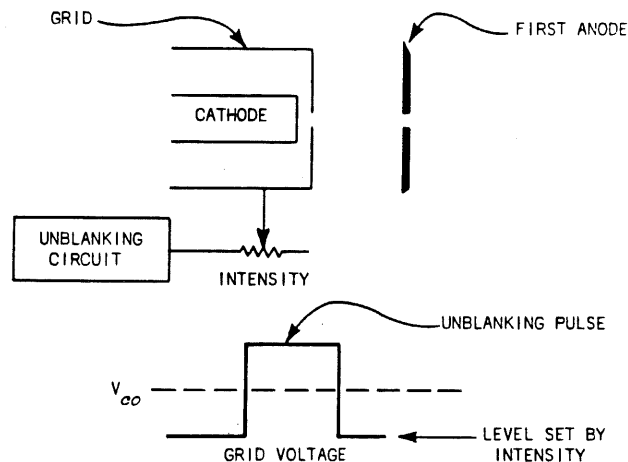 GRID
FIRST ANODE
CATHODE
UNBLANKING
CIRCUIT
INTENSITY
UNBLANKING PULSE
Vco
LEVEL SET BY
INTENSITY
GRID VOLTAGE